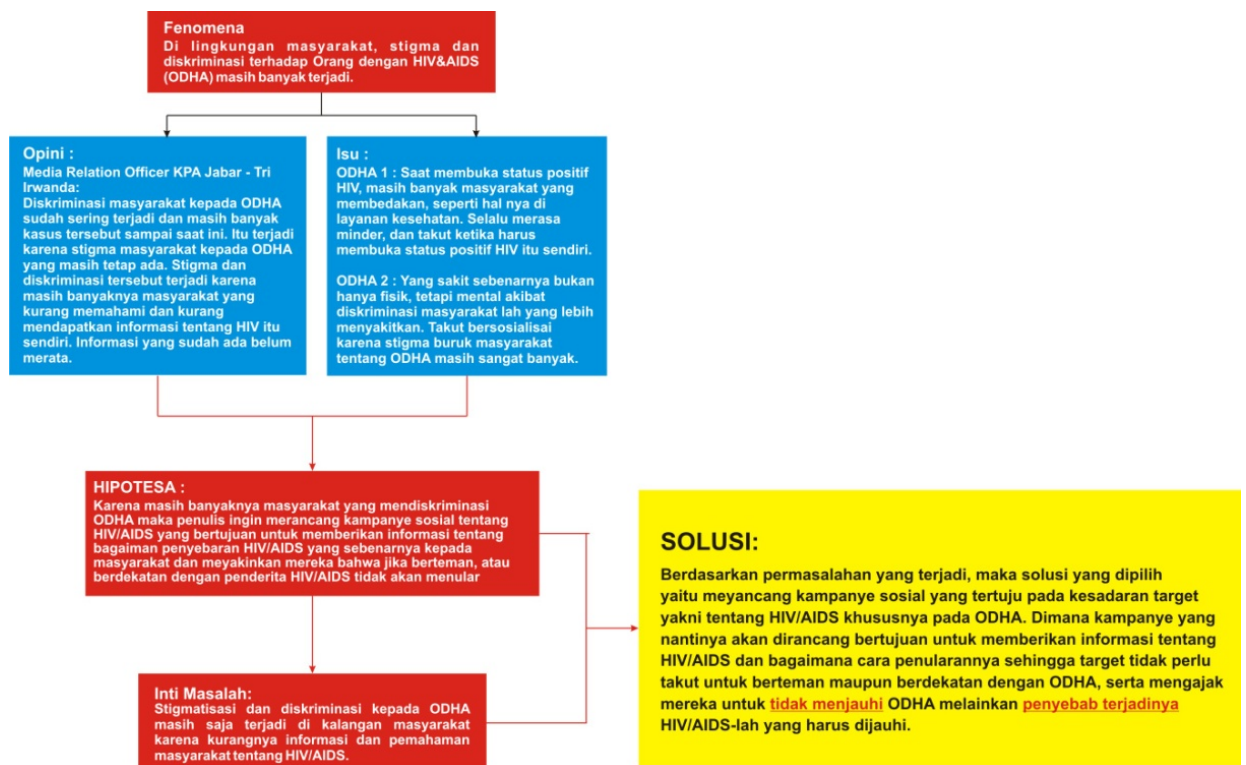 Fenomena
Di lingkungan masyarakat, stigma dan
diskriminasi terhadap Orang dengan HIV&AIDS
(ODHA) masih banyak terjadi.
Opini :
Media Relation Officer KPA Jabar - Tri
Irwanda:
Diskriminasi masyarakat kepada ODHA
sudah sering terjadi dan masih banyak
kasus tersebut sampai saat ini. Itu terjadi
karena stigma masyarakat kepada ODHA
yang masih tetap ada. Stigma dan
diskriminasi tersebut terjadi karena
masih banyaknya masyarakat yang
kurang memahami dan kurang
mendapatkan informasi tentang HIV itu
sendiri. Informasi yang sudah ada belum
merata.
Isu :
ODHA 1 : Saat membuka status positif
HIV, masih banyak masyarakat yang
membedakan, seperti hal nya di
layanan kesehatan. Selalu merasa
minder, dan takut ketika harus
membuka status positif HIV itu sendiri.
ODHA 2 : Yang sakit sebenarnya bukan
hanya fisik, tetapi mental akibat
diskriminasi masyarakat lah yang lebih
menyakitkan. Takut bersosialisai
karena stigma buruk masyarakat
tentang ODHA masih sangat banyak.
HIPOTESA :
Karena masih banyaknya masyarakat yang mendiskriminasi
ODHA maka penulis ingin merancang kampanye sosial tentang
HIV/AIDS yang bertujuan untuk memberikan informasi tentang
bagaiman penyebaran HIV/AIDS yang sebenarnya kepada
masyarakat dan meyakinkan mereka bahwa jika berteman, atau
berdekatan dengan penderita HIV/AIDS tidak akan menular
Inti Masalah:
Stigmatisasi dan diskriminasi kepada ODHA
masih saja terjadi di kalangan masyarakat
karena kurangnya informasi dan pemahaman
masyarakat tentang HIV/AIDS.
SOLUSI:
Berdasarkan permasalahan yang terjadi, maka solusi yang dipilih
yaitu meyancang kampanye sosial yang tertuju pada kesadaran target
yakni tentang HIV/AIDS khususnya pada ODHA. Dimana kampanye yang
nantinya akan dirancang bertujuan untuk memberikan informasi tentang
HIV/AIDS dan bagaimana cara penularannya sehingga target tidak perlu
takut untuk berteman maupun berdekatan dengan ODHA, serta mengajak
mereka untuk tidak menjauhi ODHA melainkan penyebab terjadinya
HIV/AIDS-lah yang harus dijauhi.